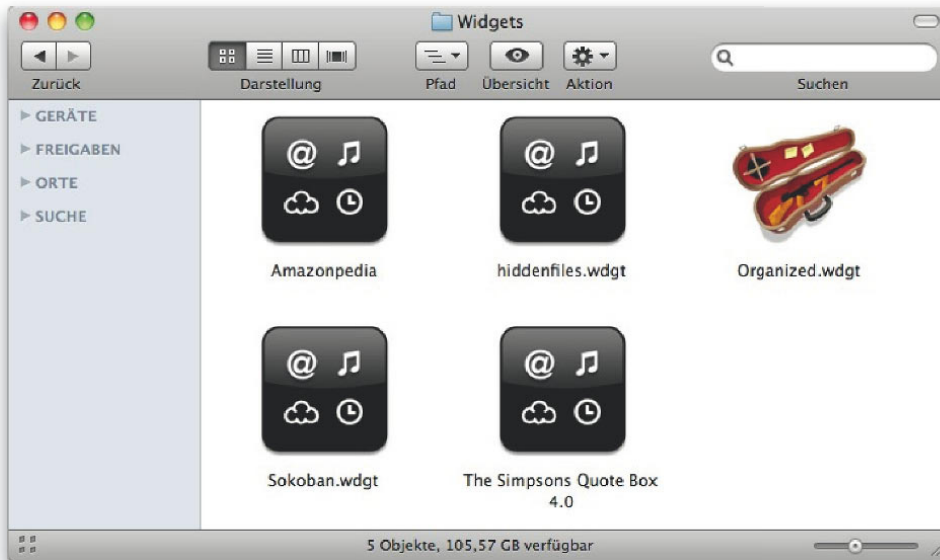 Widgets
Zurück
Darstellung
Pfad
Übersicht
Aktion
Suchen
GERÄTE
FREIGABEN
ORTE
SUCHE
Amazonpedia
hiddenfiles.wdgt
Organized.wdgt
Sokoban.wdgt
The Simpsons Quote Box
4.0
5 Objekte, 105,57 GB verfügbar